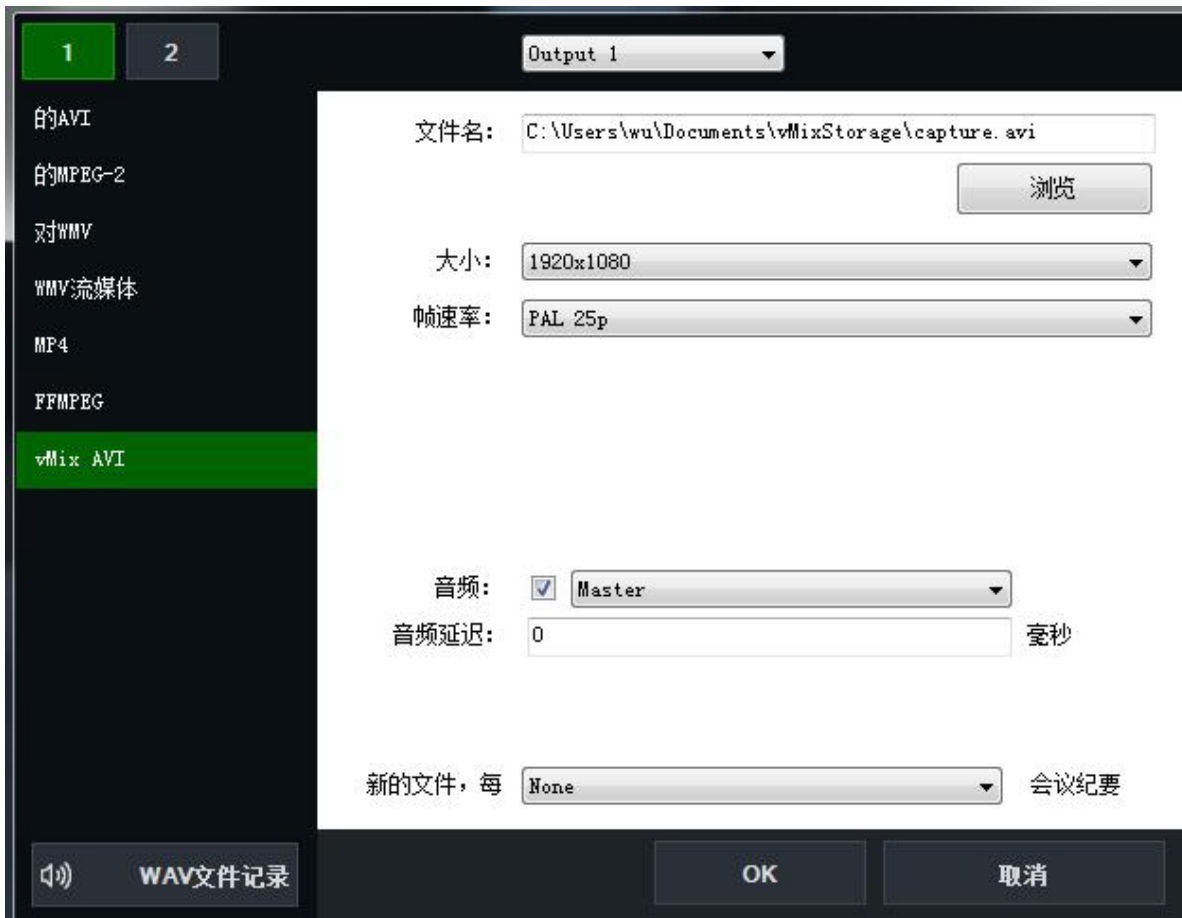 1 2 Output 1
的AVI
的MPEG-2
对WMV
WMV流媒体
MP4
FFMPEG
vMix AVI
文件名: C:\Users\wu\Documents\vMixStorage\capture.avi
浏览
大小: 1920x1080
帧速率: PAL 25p
音频: Master
音频延迟: 0 毫秒
新的文件，每 None 会议纪要
WAV文件记录 OK 取消